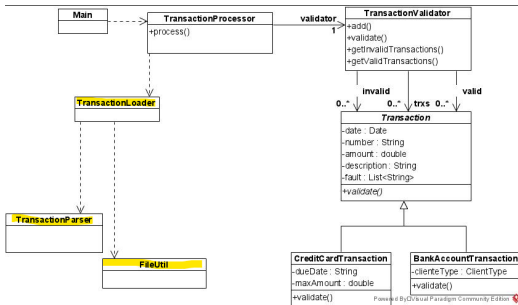 Main
TransactionProcessor
+process()
validator
1
TransactionValidator
+add()
+validate()
+getInvalidTransactions()
+getValidTransactions()
invalid
valid
0..*
0..*
trxs
0..*
TransactionLoader
Transaction
-date : Date
-number : String
-amount : double
-description : String
-fault : List<String>
+validate()
TransactionParser
FileUtil
CreditCardTransaction
-dueDate : String
-maxAmount : double
+validate()
BankAccountTransaction
-clienteType : ClientType
+validate()
Powered By Visual Paradigm Community Edition